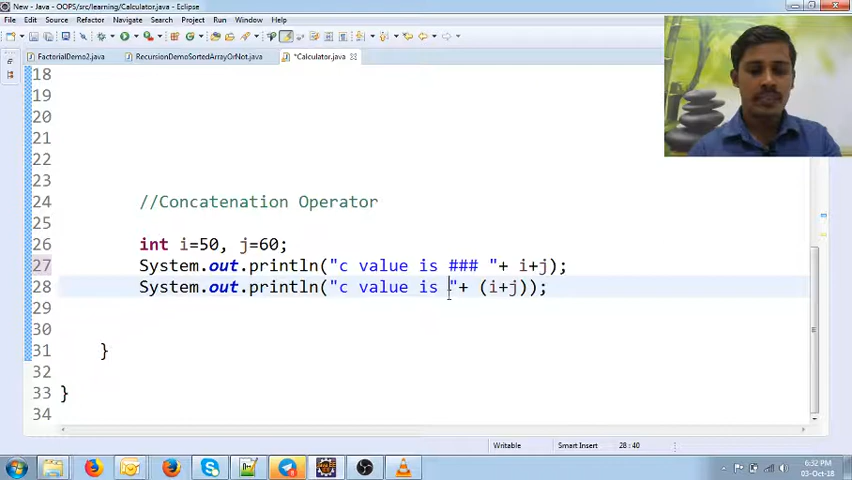 New - Java - OOPS/src/learning/Calculator.java - Eclipse
File Edit Source Refactor Navigate Search Project Run Window Help
FactorialDemo2.java RecursionDemoSortedArrayOrNot.java *Calculator.java
18
19
20
21
22
23
24 //Concatenation Operator
25
26 int i=50, j=60;
27 System.out.println("c value is ### "+ i+j);
28 System.out.println("c value is "+ (i+j));
29
30
31 }
32
33 }
34
Writable Smart Insert 28 : 40
6:32 PM
03-Oct-18